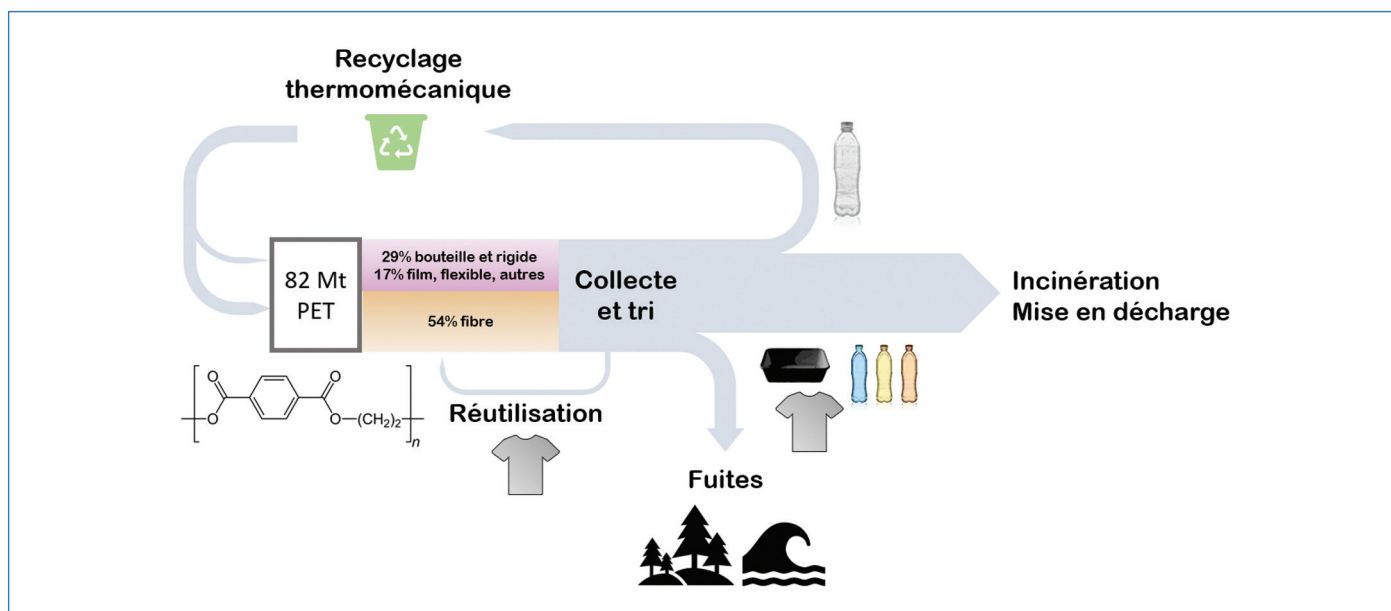 Recyclage
thermomécanique
82 Mt
PET
29% bouteille et rigide
17% film, flexible, autres
54% fibre
Collecte
et tri
Incinération
Mise en décharge
O
O
O
O—(CH₂)₂
n
Réutilisation
Fuites